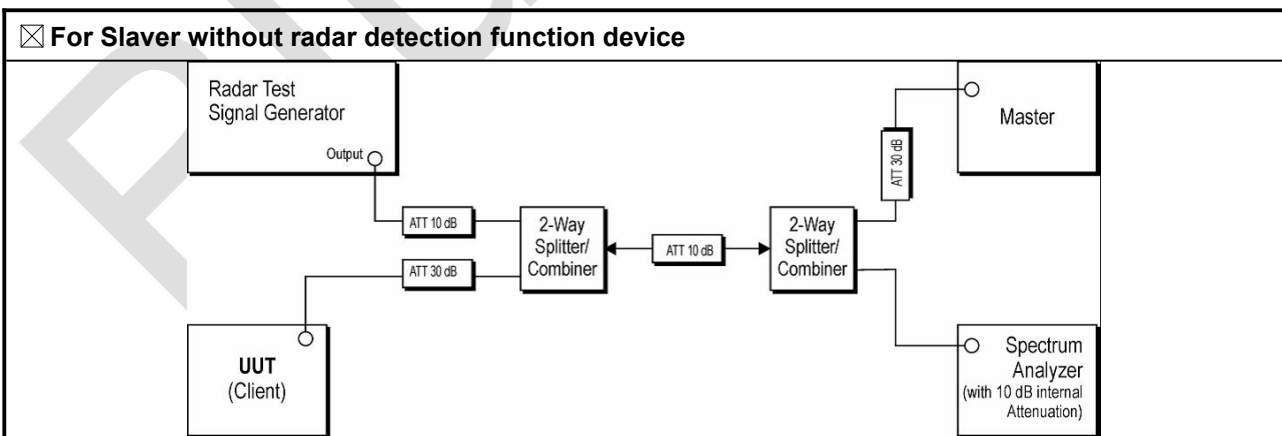 ☒ For Slaver without radar detection function device
Radar Test
Signal Generator
Output
Master
ATT 30 dB
ATT 10 dB
2-Way
Splitter/
Combiner
ATT 10 dB
2-Way
Splitter/
Combiner
ATT 30 dB
UUT
(Client)
Spectrum
Analyzer
(with 10 dB internal
Attenuation)